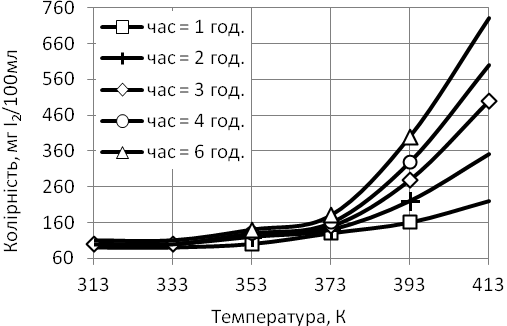 Колірність, мг I₂/100мл
760
660
560
460
360
260
160
60
час = 1 год.
час = 2 год.
час = 3 год.
час = 4 год.
час = 6 год.
313 333 353 373 393 413
Температура, К